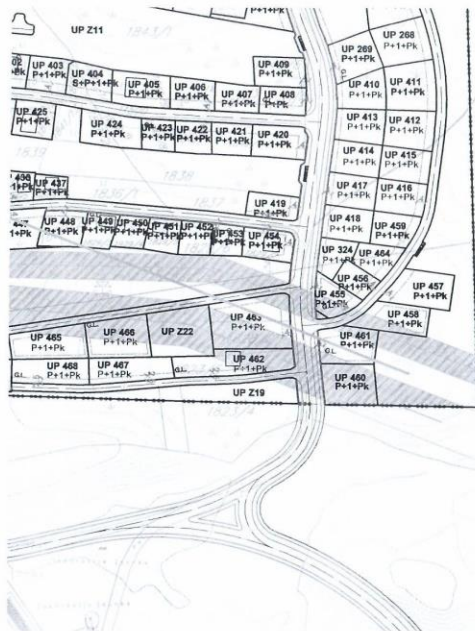 UP Z11
UP 268
P+1+Pk
UP 269
P+1+Pk
UP 403
P+1+Pk
UP 404
S+P+1+Pk
UP 405
P+1+Pk
UP 406
P+1+Pk
UP 407
P+1+Pk
UP 408
P+1+Pk
UP 409
P+1+Pk
UP 410
P+1+Pk
UP 411
P+1+Pk
UP 425
P+1+Pk
UP 424
P+1+Pk
UP 423
P+1+Pk
UP 422
P+1+Pk
UP 421
P+1+Pk
UP 420
P+1+Pk
UP 413
P+1+Pk
UP 412
P+1+Pk
UP 414
P+1+Pk
UP 415
P+1+Pk
1839
1838
1837
UP 437
P+1+Pk
UP 417
P+1+Pk
UP 416
P+1+Pk
UP 419
P+1+Pk
UP 448
P+1+Pk
UP 449
P+1+Pk
UP 450
P+1+Pk
UP 451
P+1+Pk
UP 452
P+1+Pk
UP 453
P+1+Pk
UP 454
P+1+Pk
UP 418
P+1+Pk
UP 459
P+1+Pk
UP 324
P+1+Pk
UP 464
P+1+Pk
UP 456
P+1+Pk
UP 455
P+1+Pk
UP 457
P+1+Pk
UP 458
P+1+Pk
UP 465
P+1+Pk
UP 466
P+1+Pk
UP Z22
UP 463
P+1+Pk
UP 461
P+1+Pk
UP 468
P+1+Pk
UP 467
P+1+Pk
UP 462
P+1+Pk
UP 460
P+1+Pk
UP Z19